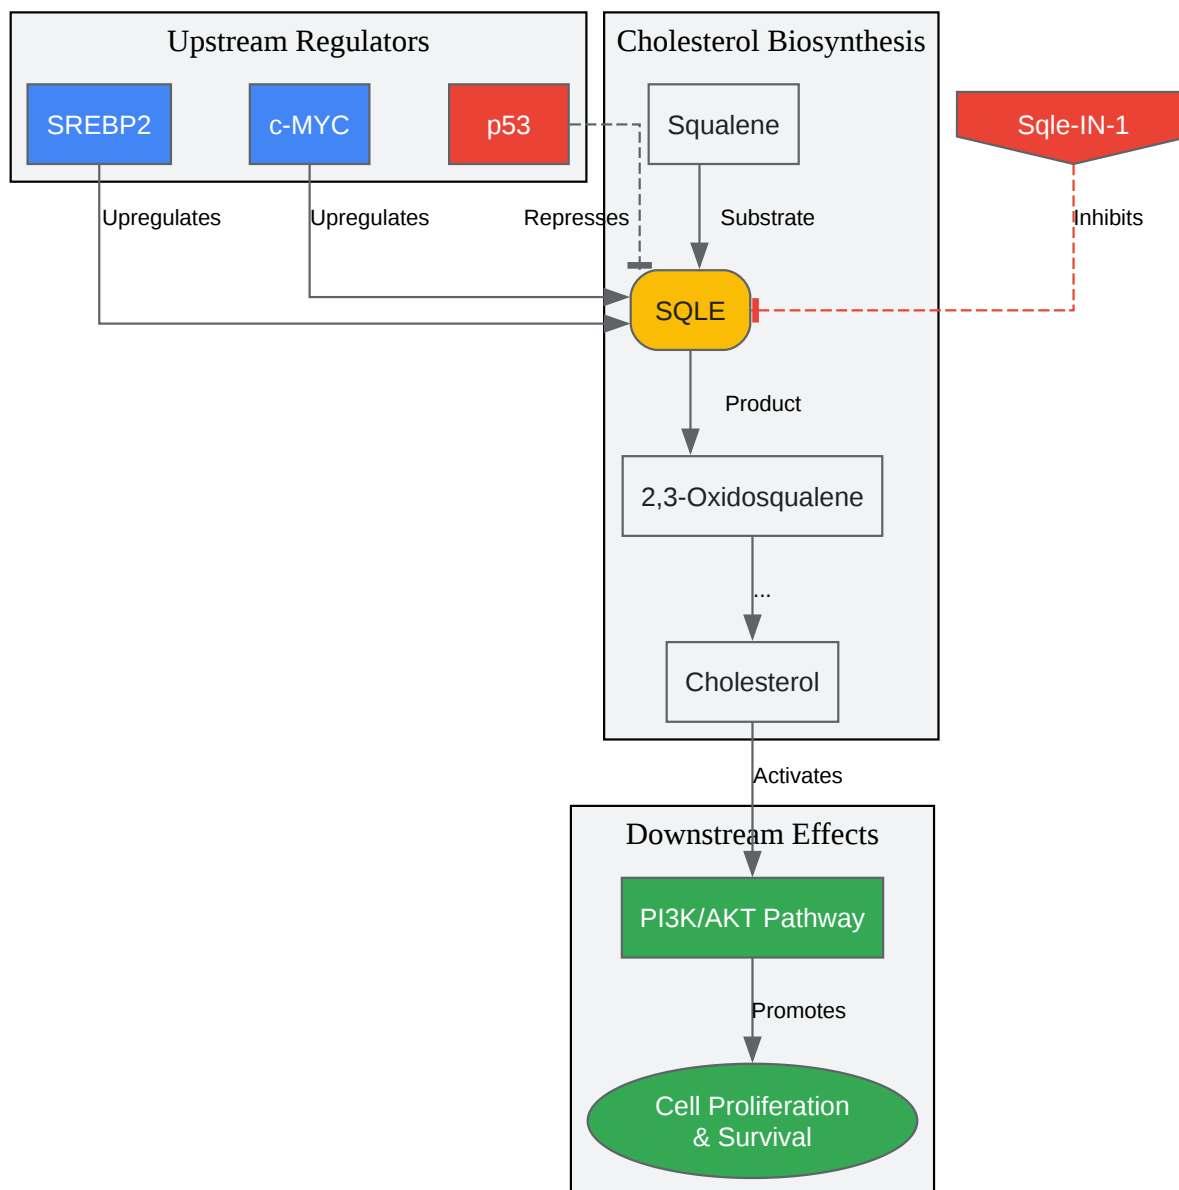 Upstream Regulators
Cholesterol Biosynthesis
SREBP2
c-MYC
p53
Squalene
Sqle-IN-1
Upregulates
Upregulates
Represses
Substrate
Inhibits
SQLE
Product
2,3-Oxidosqualene
...
Cholesterol
Activates
Downstream Effects
PI3K/AKT Pathway
Promotes
Cell Proliferation
& Survival